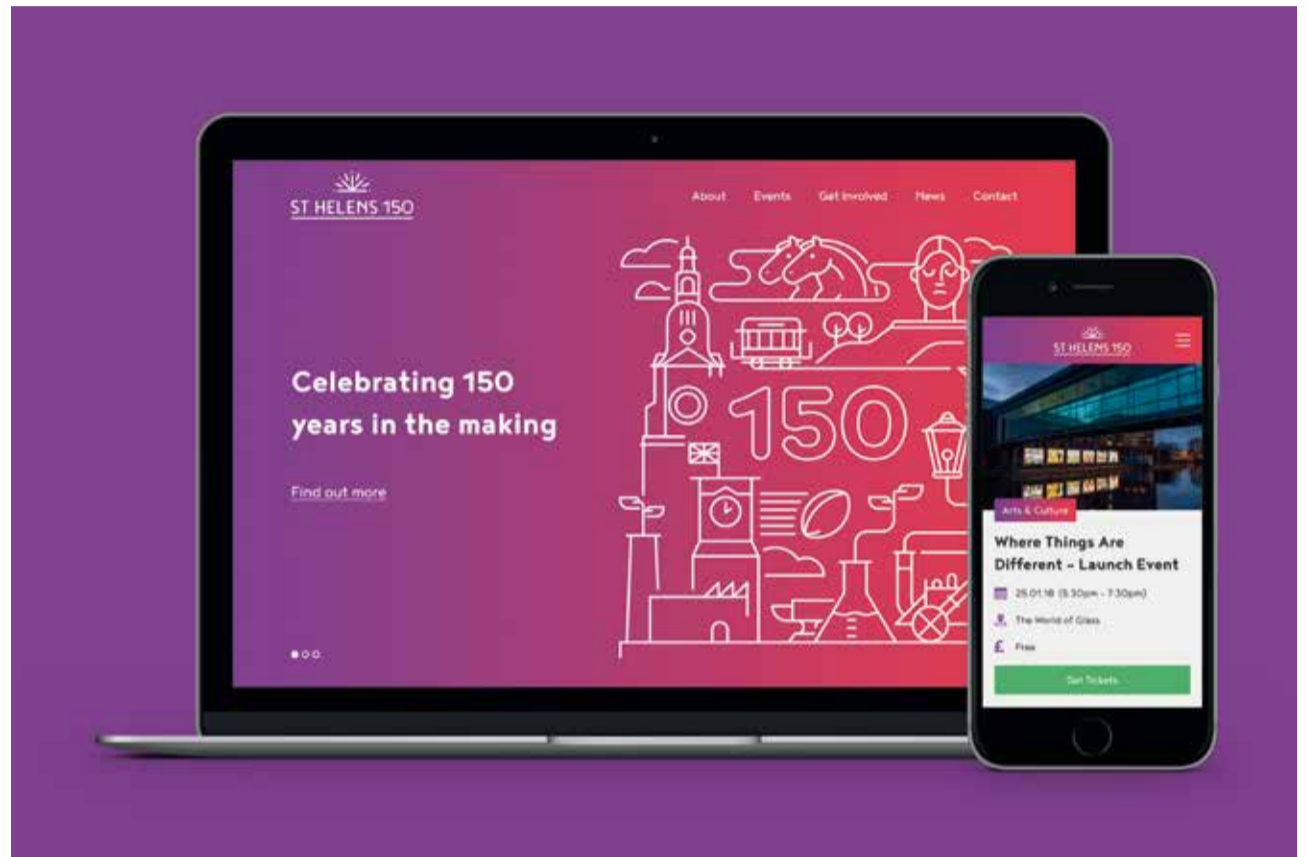 ST HELENS 150
About Events Get Involved News Contact
Celebrating 150
years in the making
Find out more
150
ST HELENS 150
Arts & Culture
Where Things Are
Different – Launch Event
25.01.18 (5.30pm - 7.30pm)
The World of Glass
£ Free
Get Tickets